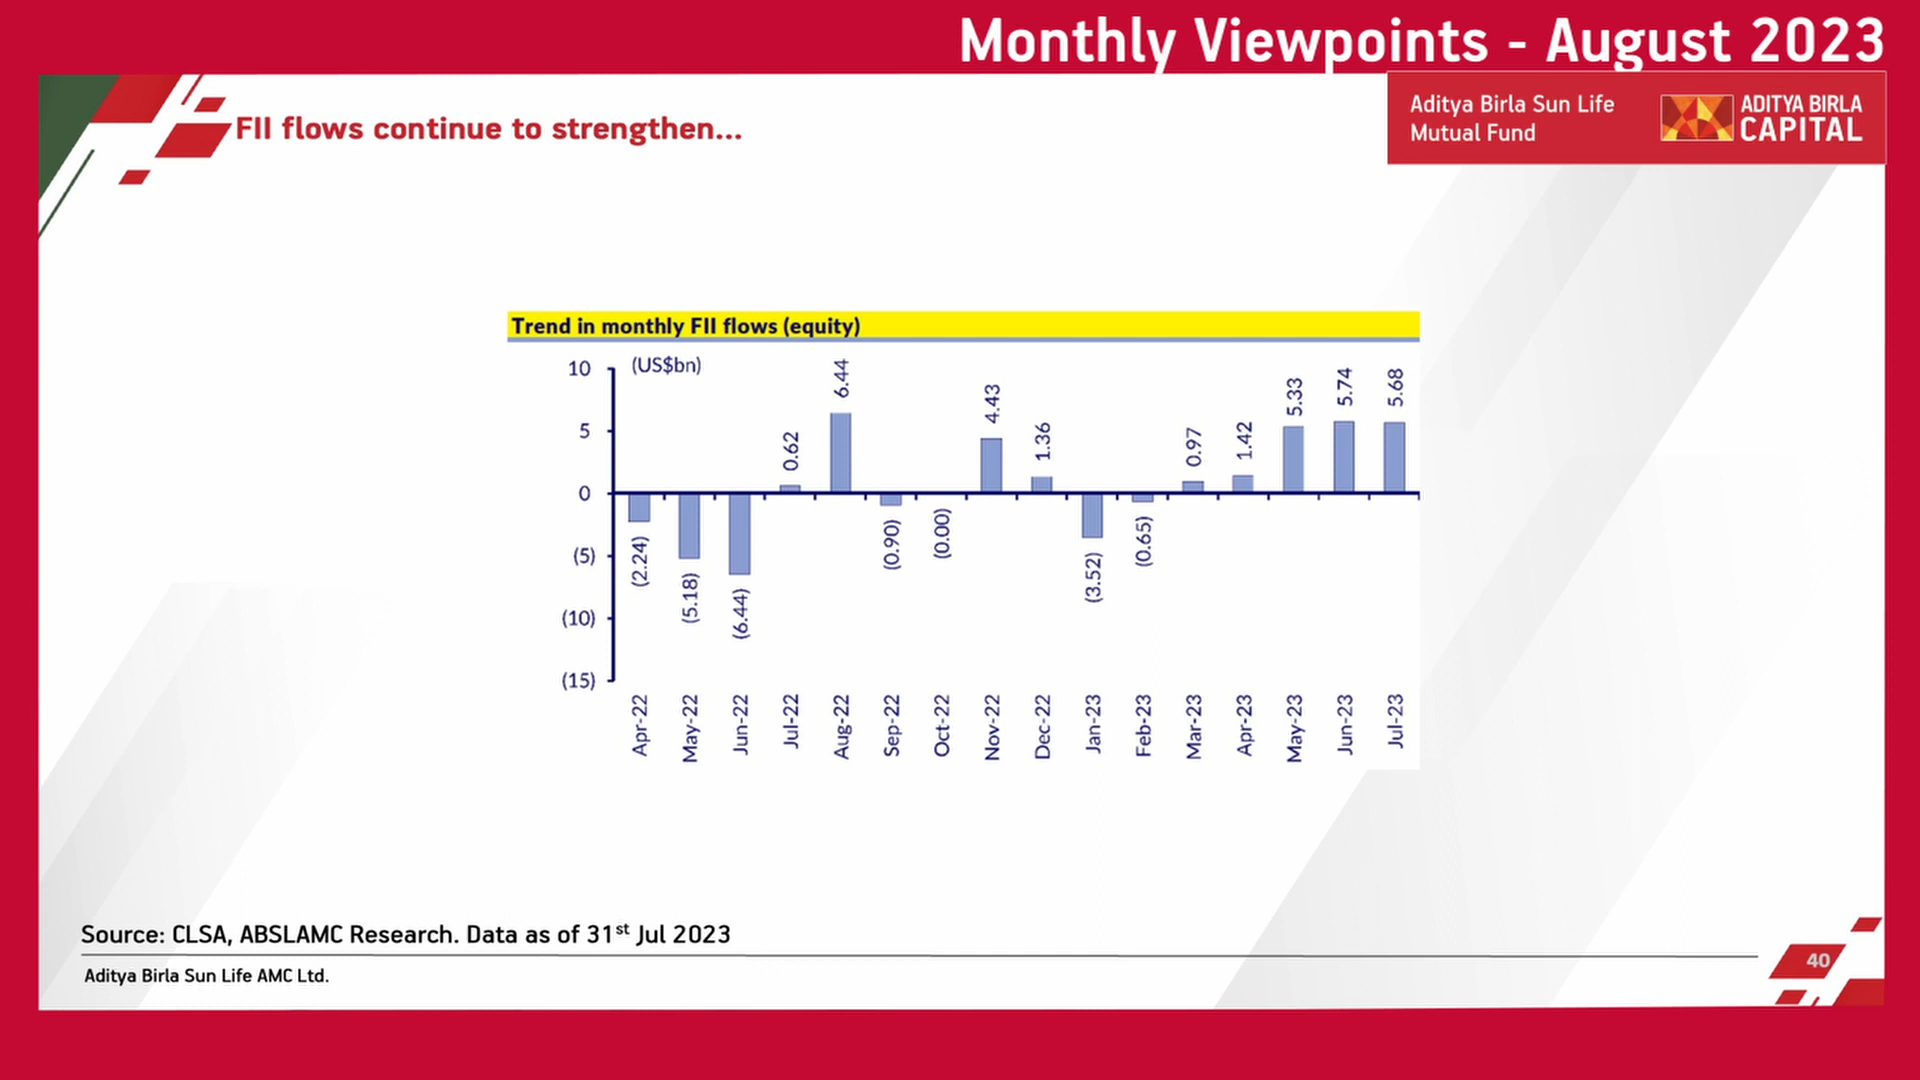 Monthly Viewpoints - August 2023
Aditya Birla Sun Life
Mutual Fund
ADITYA BIRLA
CAPITAL
FII flows continue to strengthen...
Trend in monthly FII flows (equity)
(US$bn)
10
5
0
(5)
(10)
(15)
(2.24)
(5.18)
(6.44)
0.62
6.44
(0.90)
(0.00)
4.43
1.36
(3.52)
(0.65)
0.97
1.42
5.33
5.74
5.68
Apr-22
May-22
Jun-22
Jul-22
Aug-22
Sep-22
Oct-22
Nov-22
Dec-22
Jan-23
Feb-23
Mar-23
Apr-23
May-23
Jun-23
Jul-23
Source: CLSA, ABSLAMC Research. Data as of 31st Jul 2023
Aditya Birla Sun Life AMC Ltd.
40